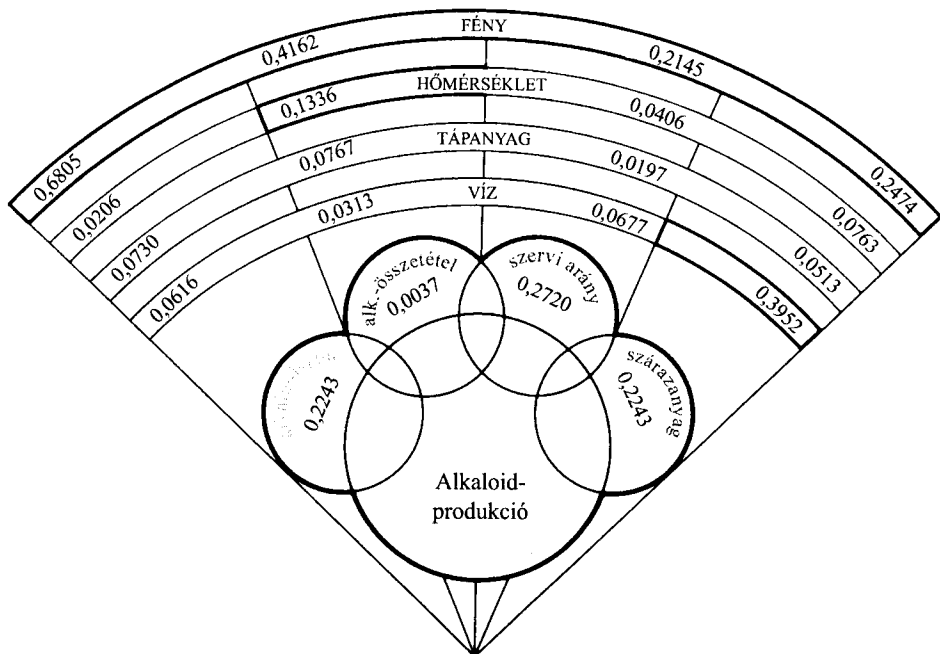 FÉNY
0,6805
0,4162
0,2145
0,2474
HŐMÉRSÉKLET
0,0206
0,1336
0,0406
0,0763
TÁPANYAG
0,0730
0,0767
0,0197
0,0513
VÍZ
0,0616
0,0313
0,0677
0,3952
0,2243
alk.-összetétel
0,0037
szervi arány
0,2720
szárazanyag
0,2243
Alkaloid-
produkció